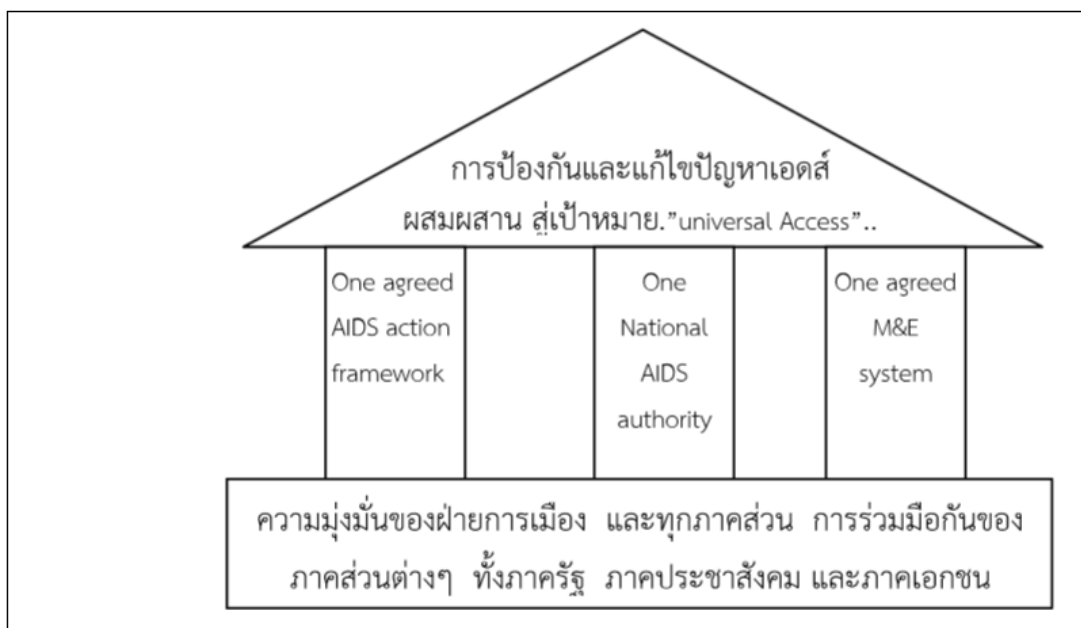 การป้องกันและแก้ไขปัญหาเอดส์
ผสมผสาน สู่เป้าหมาย.”universal Access”..
One agreed
AIDS action
framework
One
National
AIDS
authority
One agreed
M&E
system
ความมุ่งมั่นของฝ่ายการเมือง และทุกภาคส่วน การร่วมมือกันของ
ภาคส่วนต่างๆ ทั้งภาครัฐ ภาคประชาสังคม และภาคเอกชน